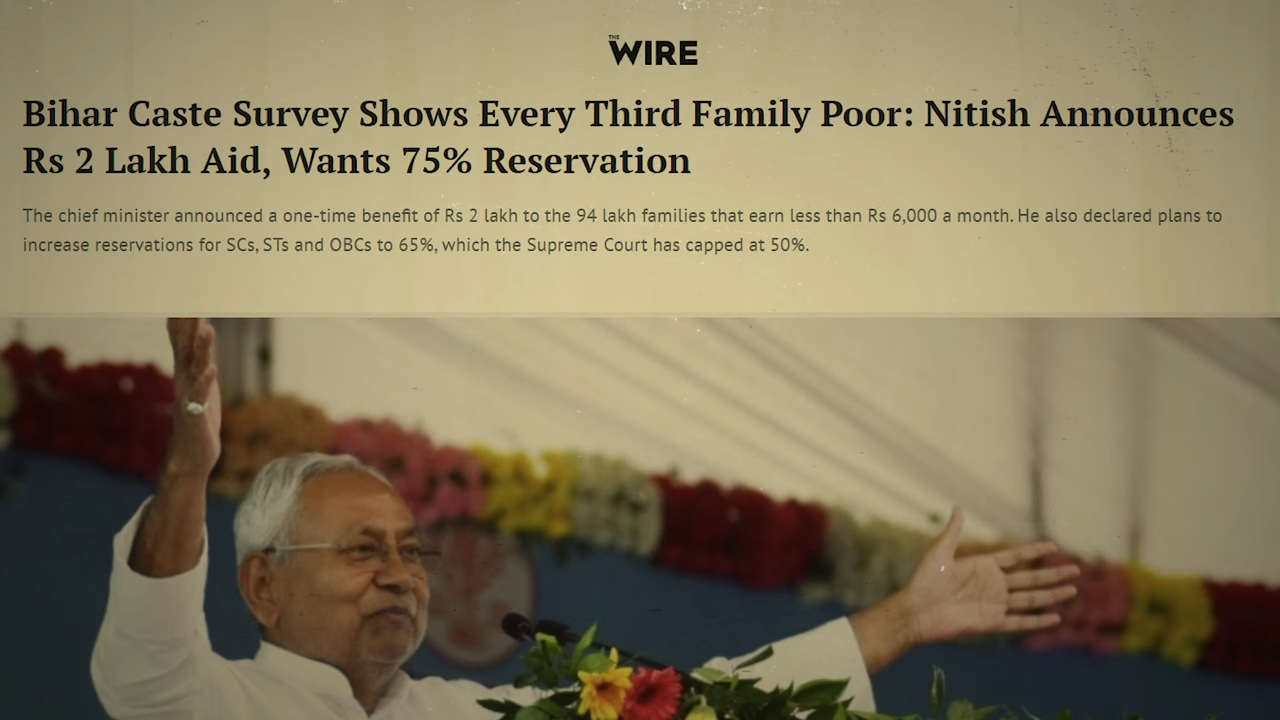 THE
WIRE
Bihar Caste Survey Shows Every Third Family Poor: Nitish Announces
Rs 2 Lakh Aid, Wants 75% Reservation
The chief minister announced a one-time benefit of Rs 2 lakh to the 94 lakh families that earn less than Rs 6,000 a month. He also declared plans to
increase reservations for SCs, STs and OBCs to 65%, which the Supreme Court has capped at 50%.